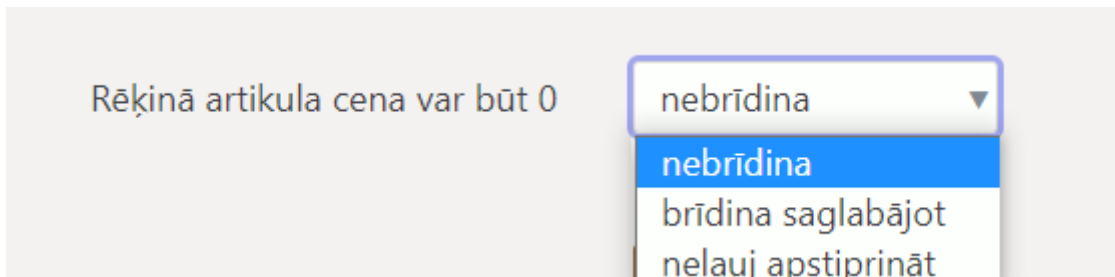 Rēķinā artikula cena var būt 0 nebrīdina ▼
nebrīdina
brīdina saglabājot
neļauj apstiprināt